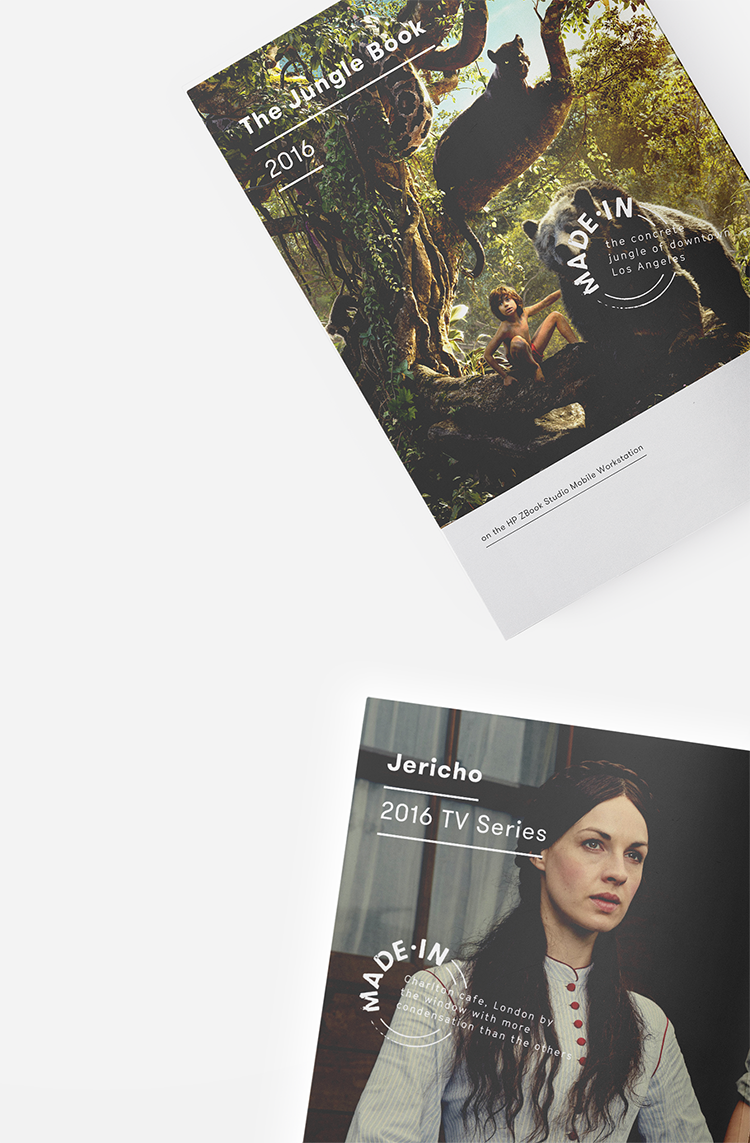 The Jungle Book
2016
MADE·IN
the concrete
jungle of downtown
Los Angeles
on the HP ZBook Studio Mobile Workstation
Jericho
2016 TV Series
MADE·IN
Charlton cafe, London by
the window with more
condensation than the others